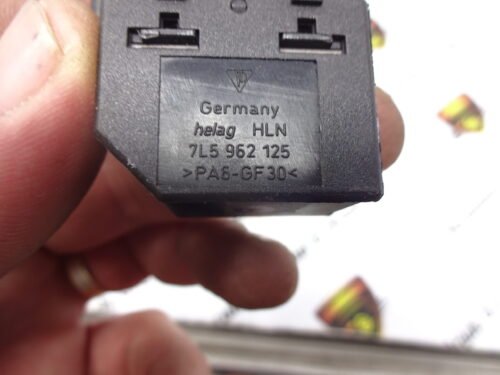 Germany
helag HLN
7L5 962 125
>PA6-GF30<